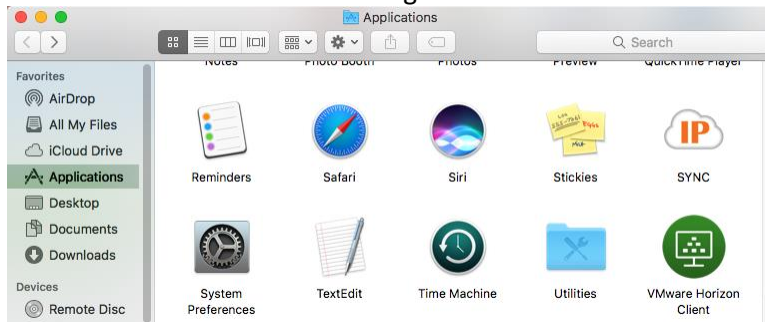 Applications
Search
Notes Photo Booth Photos Preview QuickTime Player
Favorites
AirDrop
All My Files
iCloud Drive
Applications
Desktop
Documents
Downloads
Devices
Remote Disc
IP
Reminders Safari Siri Stickies SYNC
System Preferences
TextEdit Time Machine Utilities
VMware Horizon Client